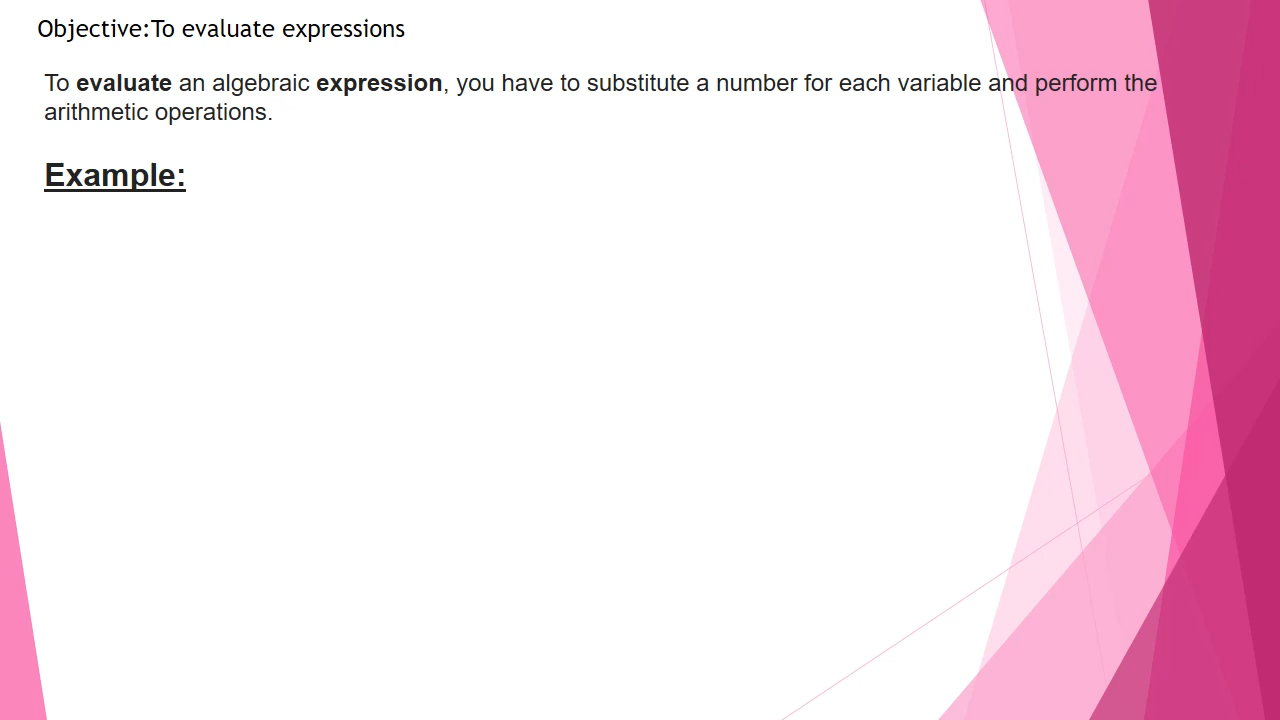 Objective:To evaluate expressions
To evaluate an algebraic expression, you have to substitute a number for each variable and perform the
arithmetic operations.
Example: